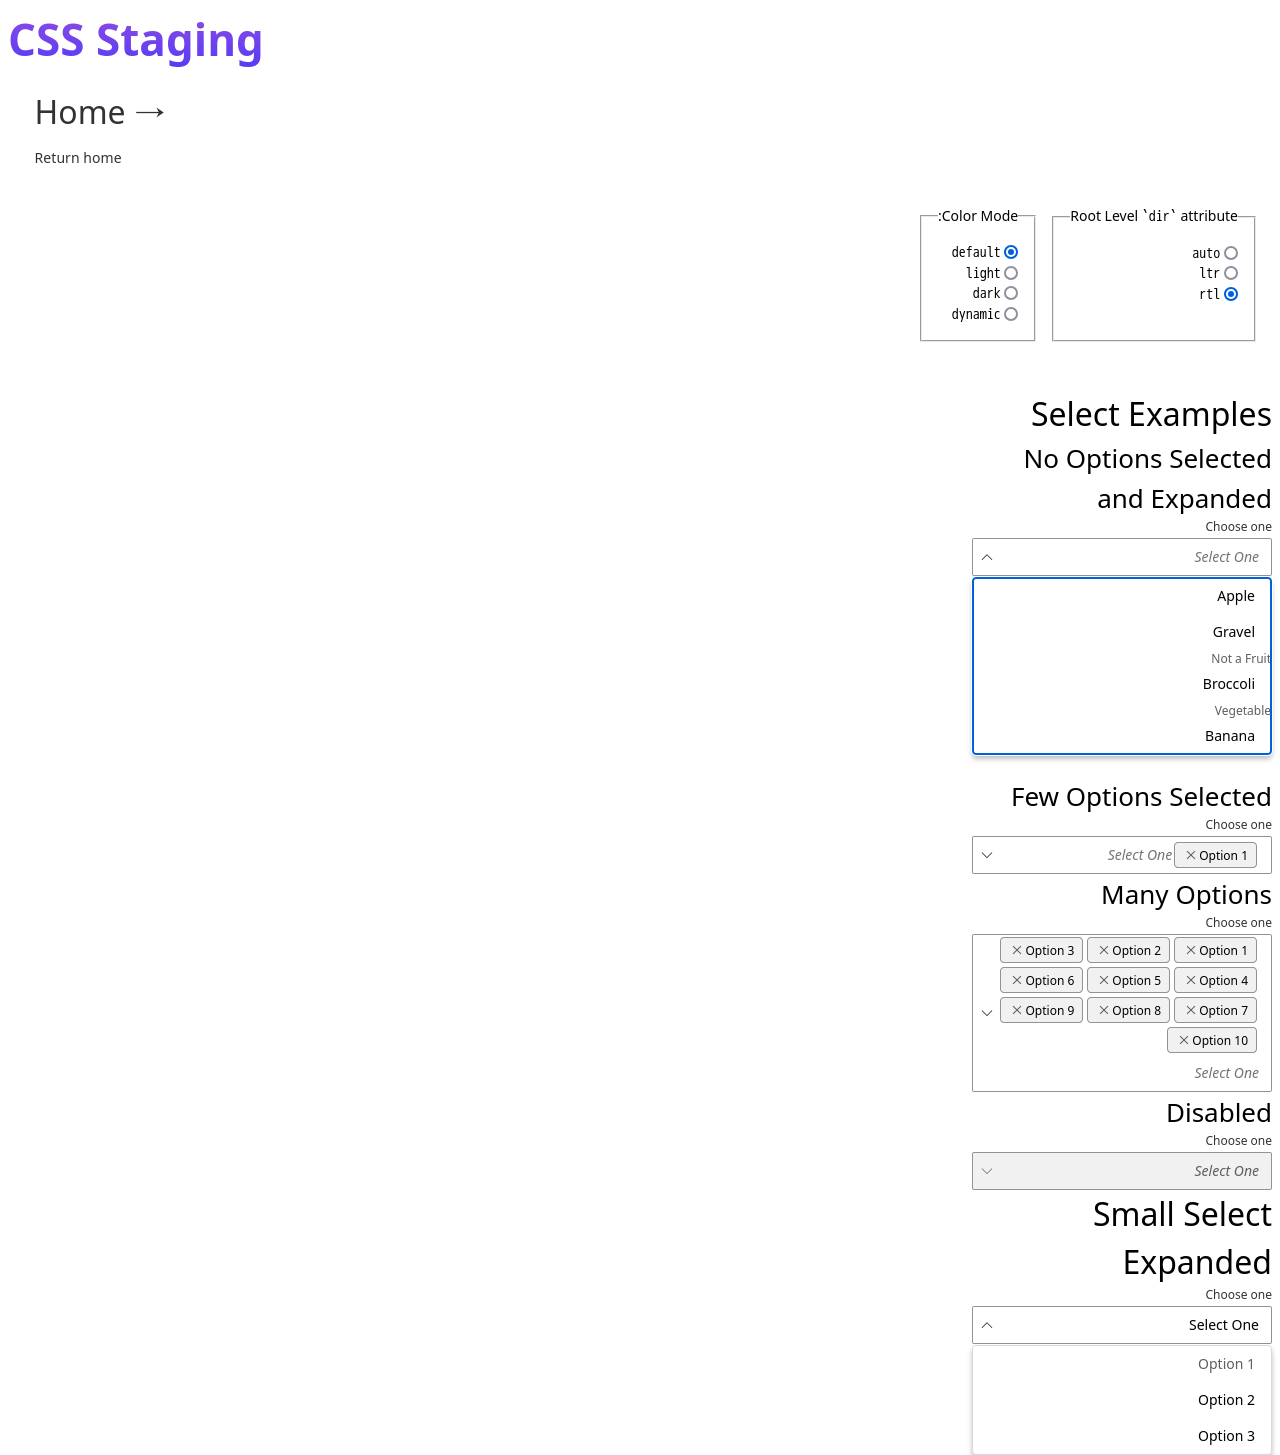 CSS Staging
Home →
Return home
Root Level `dir` attribute
auto
ltr
rtl
:Color Mode
default
light
dark
dynamic
Select Examples
No Options Selected
and Expanded
Choose one
Select One
Apple
Gravel
Not a Fruit
Broccoli
Vegetable
Banana
Few Options Selected
Choose one
Option 1 Select One
Many Options
Choose one
Option 1 Option 2 Option 3
Option 4 Option 5 Option 6
Option 7 Option 8 Option 9
Option 10
Select One
Disabled
Choose one
Select One
Small Select
Expanded
Choose one
Select One
Option 1
Option 2
Option 3